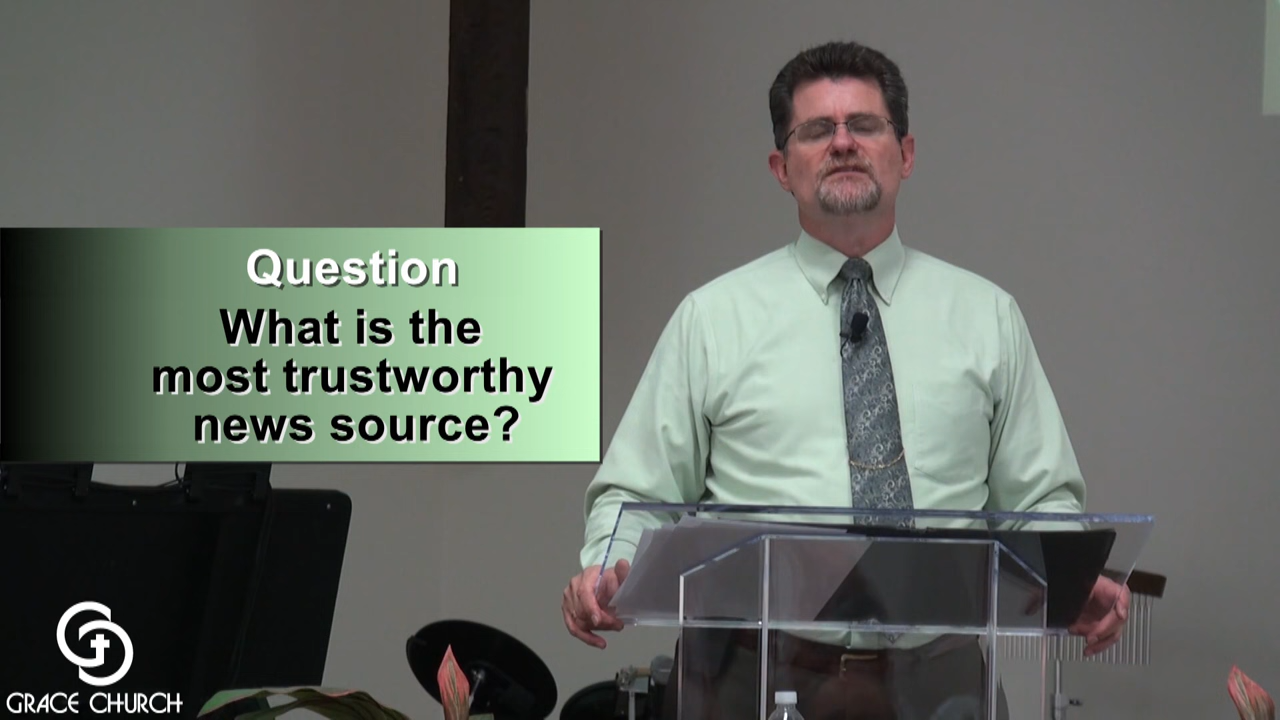 Question
What is the
most trustworthy
news source?
GRACE CHURCH